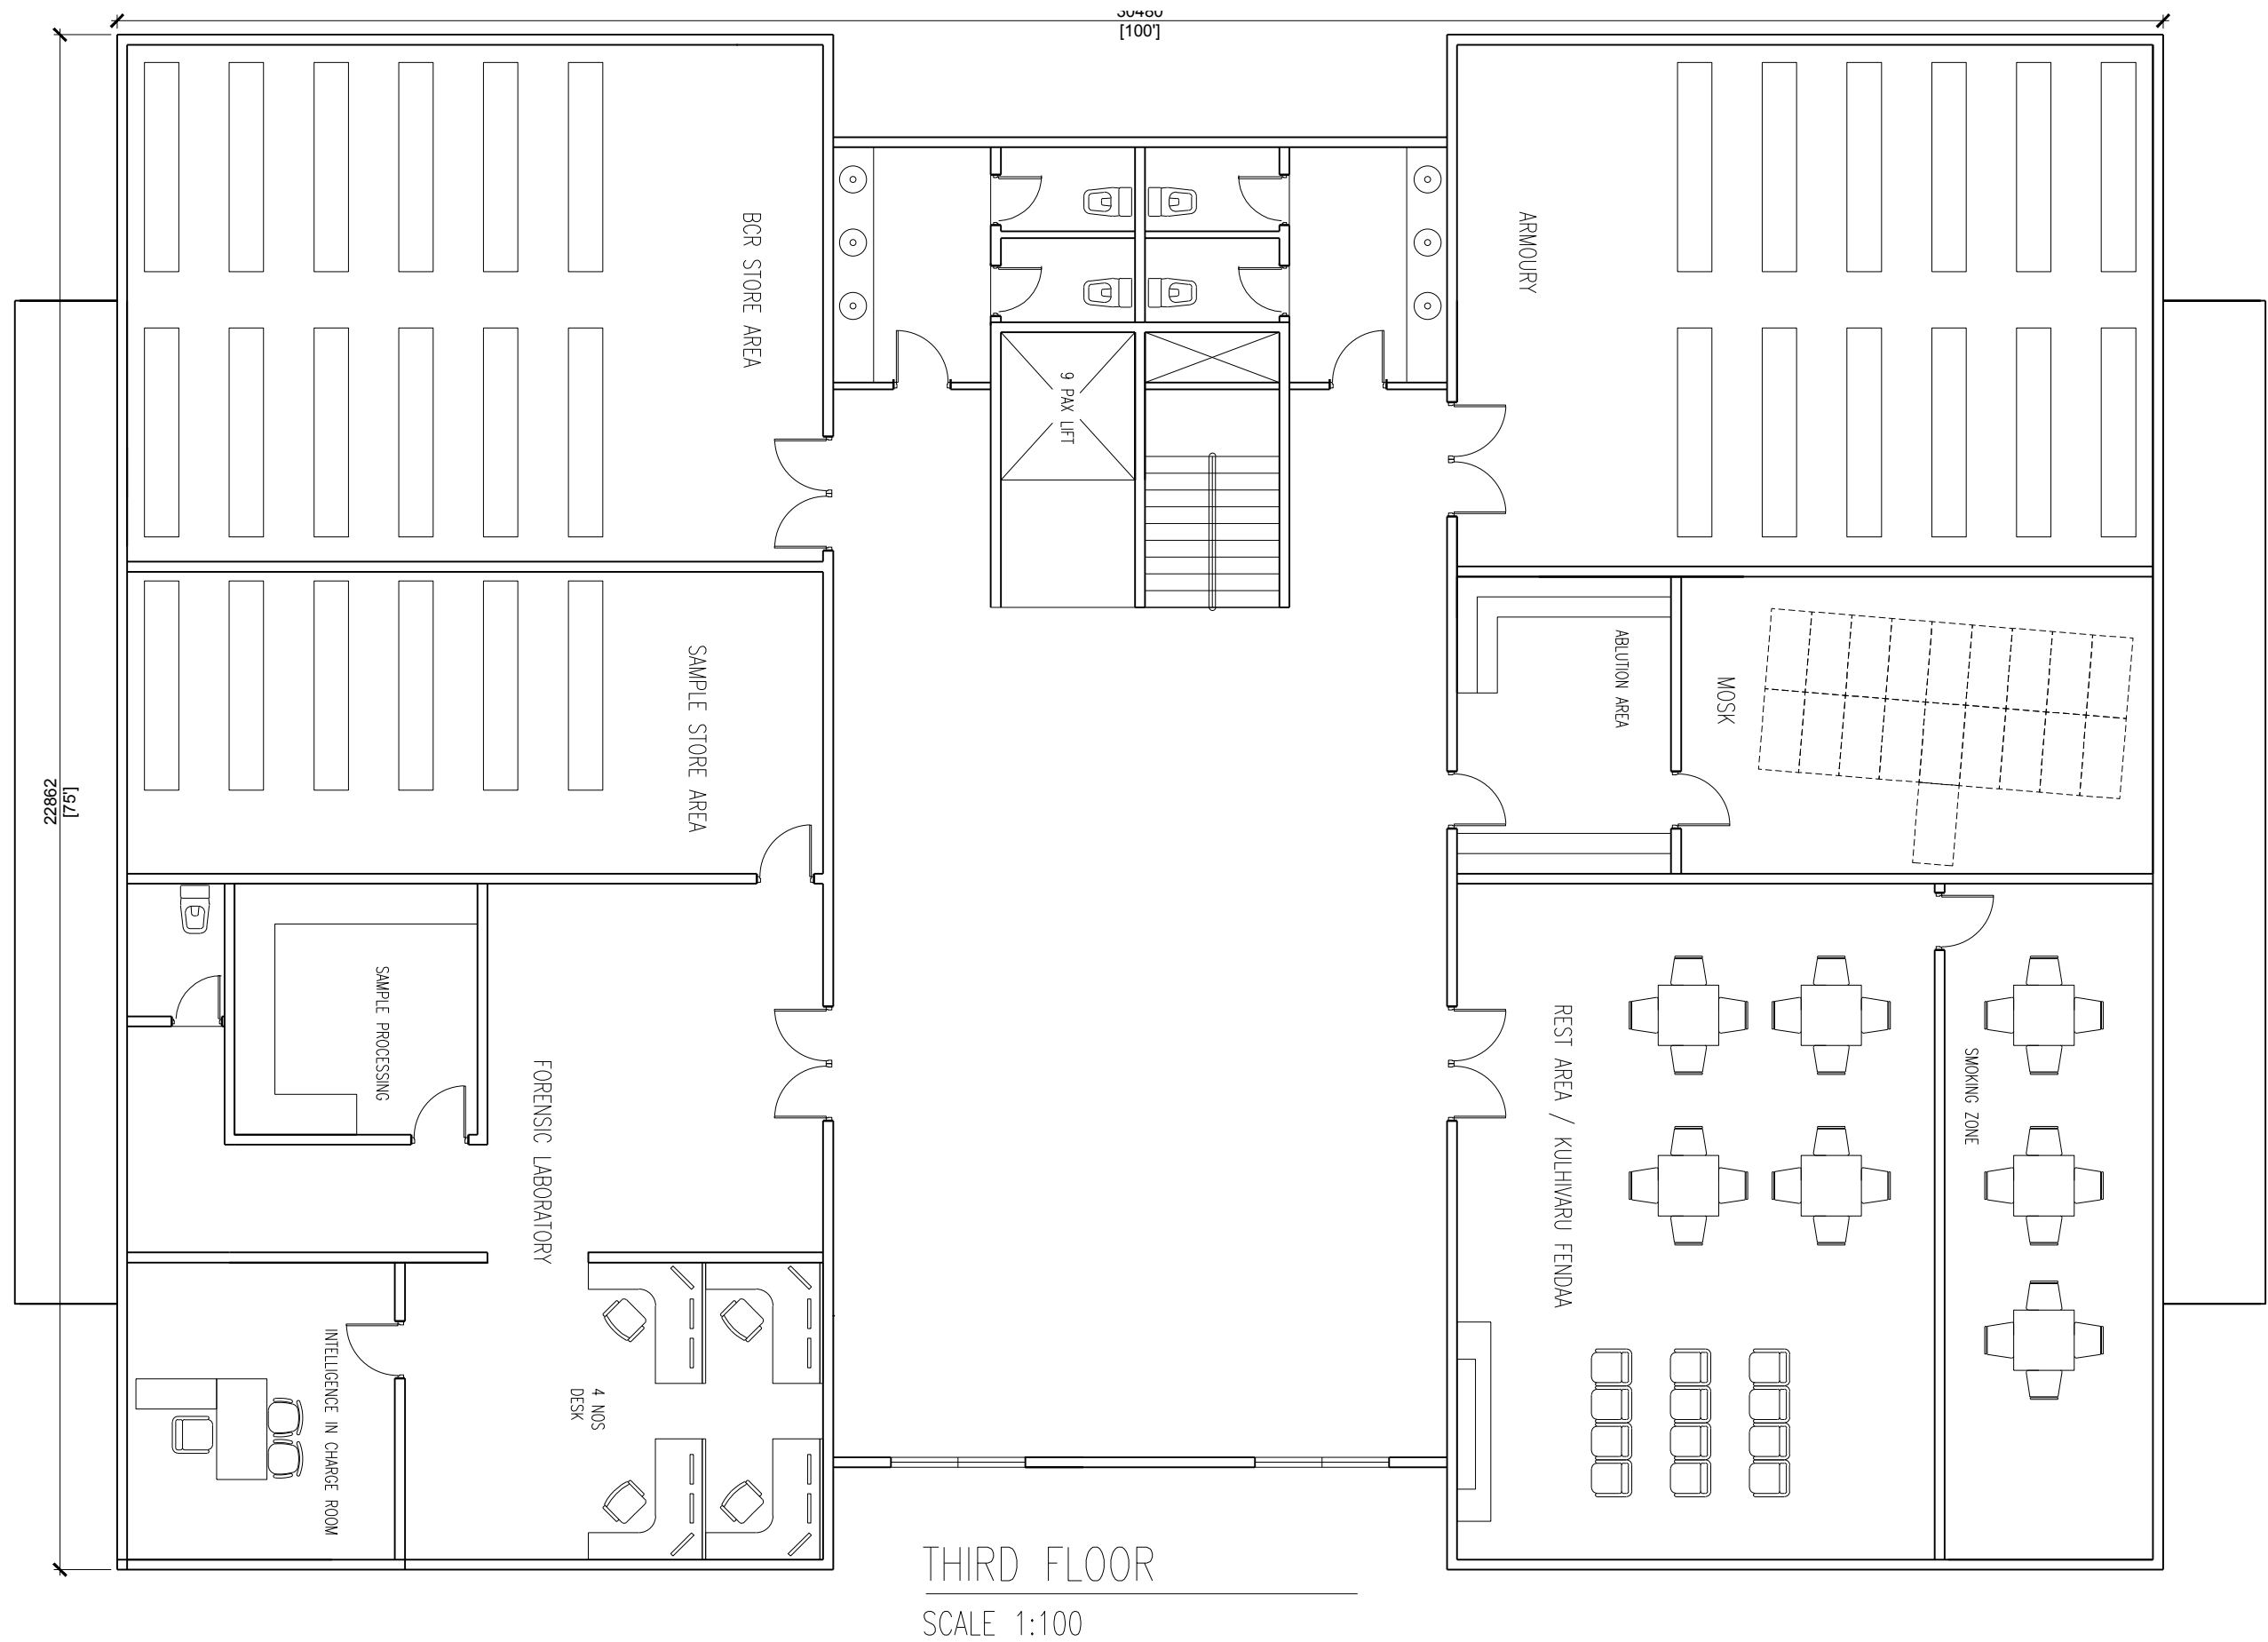 30480
[100']
BCR STORE AREA
9 PAX LIFT
ARMOURY
ABLUTION AREA
MOSK
SAMPLE STORE AREA
22862
[75']
SAMPLE PROCESSING
FORENSIC LABORATORY
REST AREA / KULHIVARU FENDAA
SMOKING ZONE
INTELLIGENCE IN CHARGE ROOM
4 NOS
DESK
THIRD FLOOR
SCALE 1:100